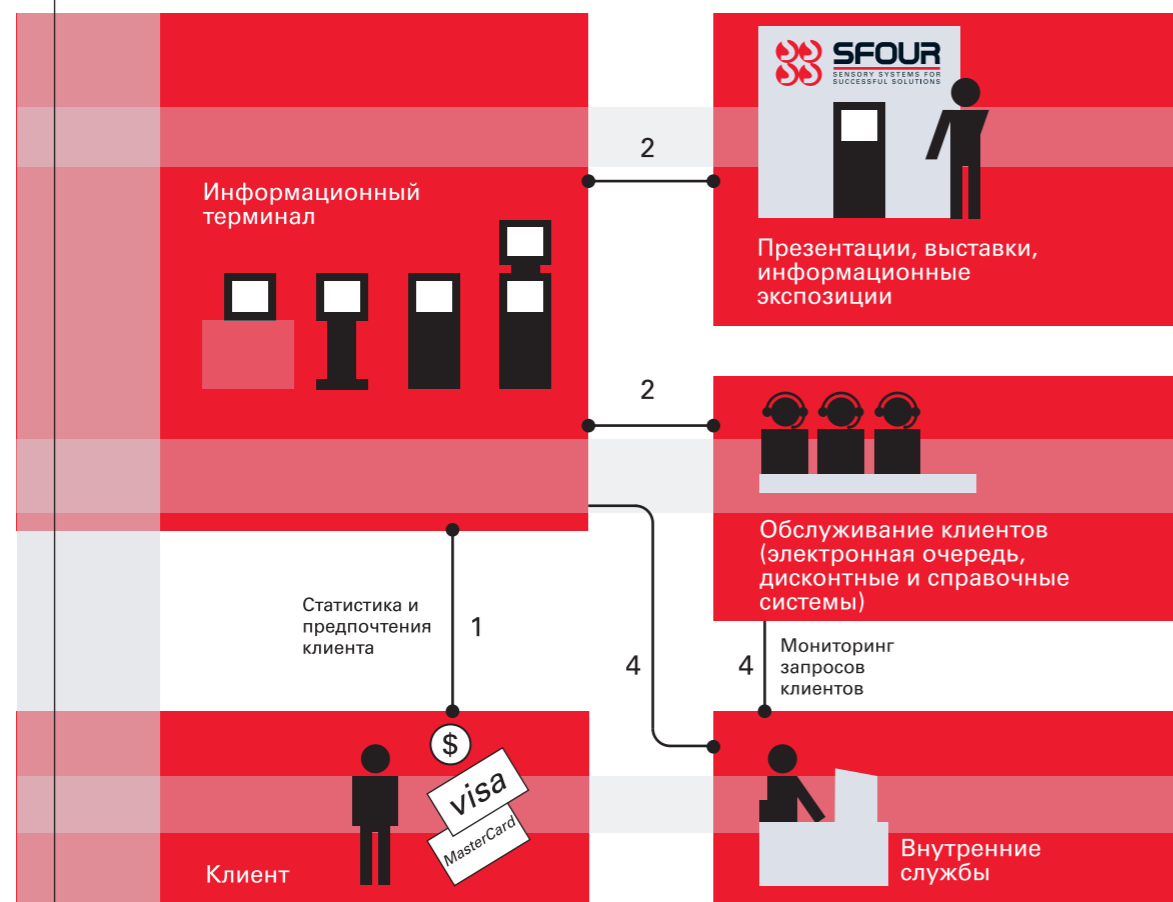 SFOUR
SENSORY SYSTEMS FOR
SUCCESSFUL SOLUTIONS
2
Информационный
терминал
Презентации, выставки,
информационные
экспозиции
2
Обслуживание клиентов
(электронная очередь,
дисконтные и справочные
системы)
Статистика и
предпочтения
клиента
1
4
4
Мониторинг
запросов
клиентов
$
visa
MasterCard
Клиент
Внутренние
службы